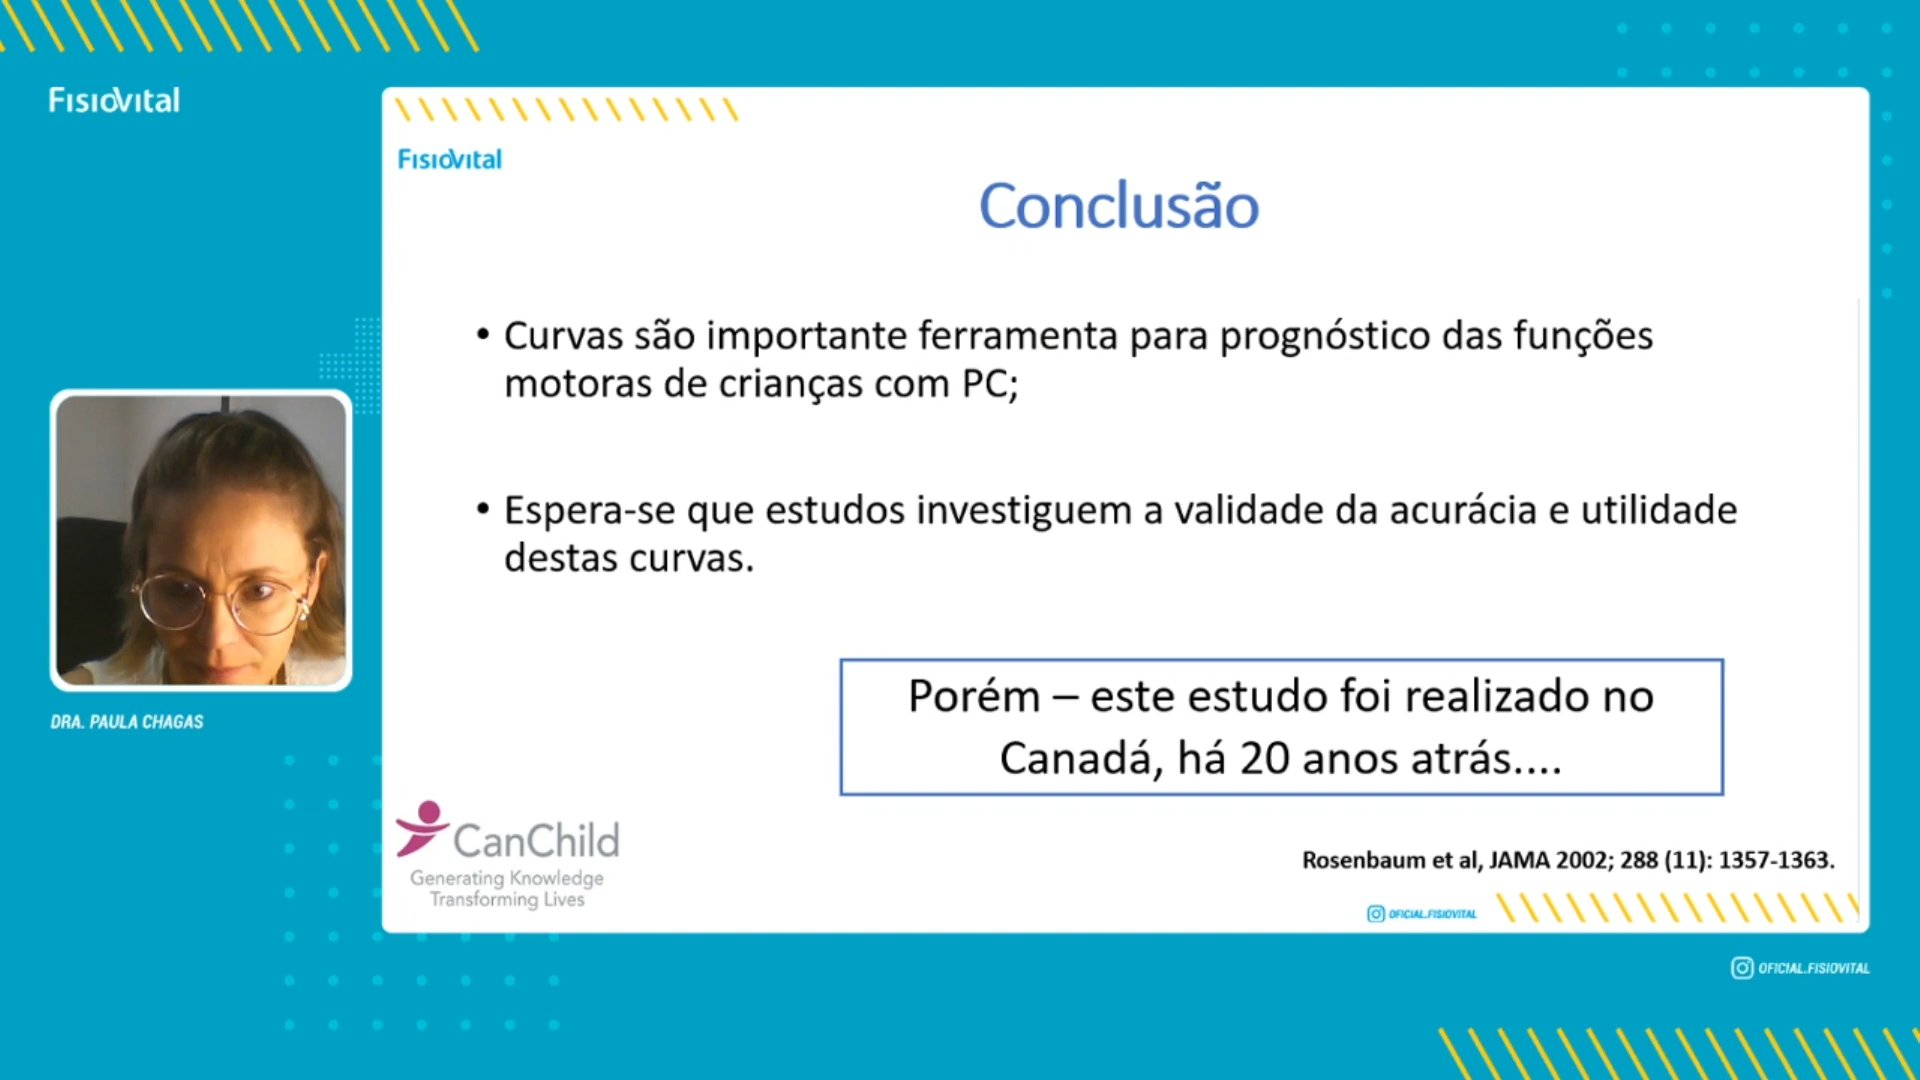 FisioVital
FisioVital
Conclusão
• Curvas são importante ferramenta para prognóstico das funções
motoras de crianças com PC;
• Espera-se que estudos investiguem a validade da acurácia e utilidade
destas curvas.
Porém – este estudo foi realizado no
Canadá, há 20 anos atrás....
DRA. PAULA CHAGAS
CanChild
Generating Knowledge
Transforming Lives
Rosenbaum et al, JAMA 2002; 288 (11): 1357-1363.
OFICIAL.FISIOVITAL
OFICIAL.FISIOVITAL